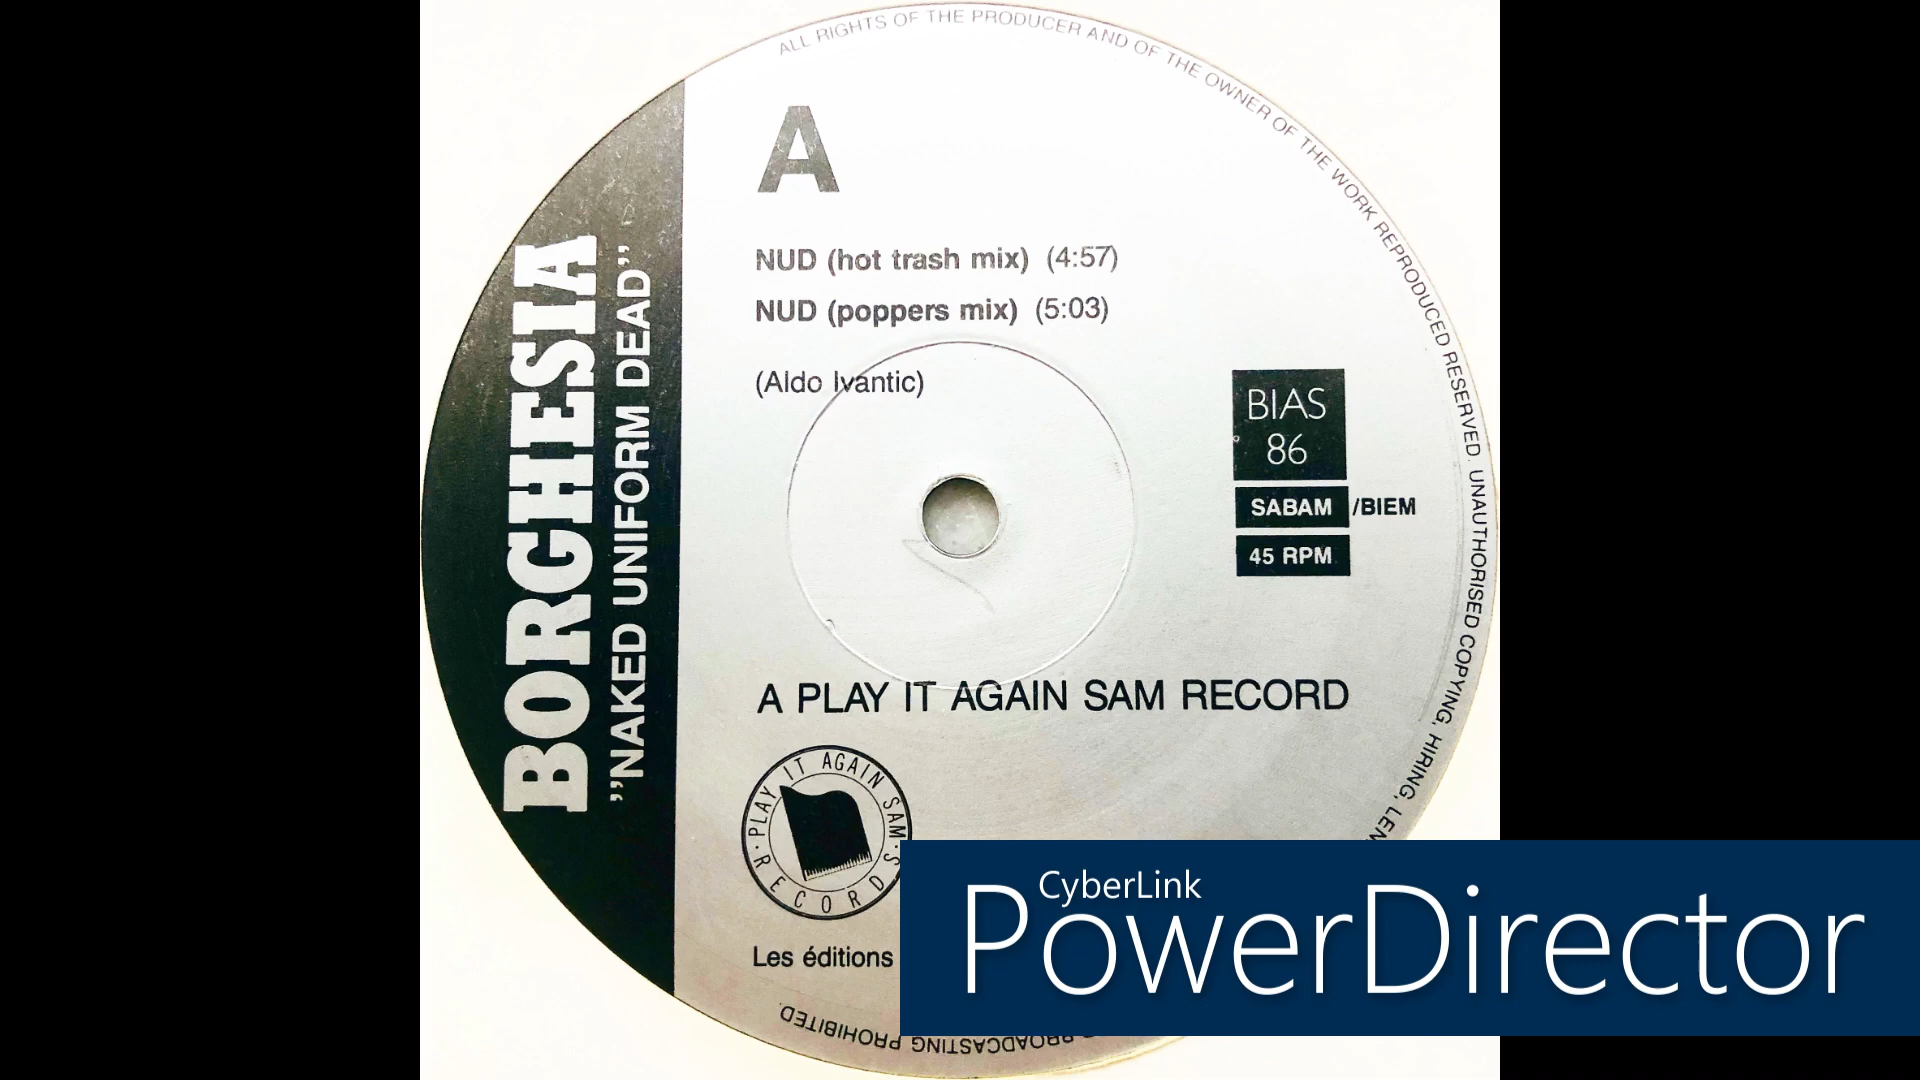 ALL RIGHTS OF THE PRODUCER AND OF THE OWNER OF THE WORK REPRODUCED RESERVED. UNAUTHORISED COPYING, HIRING,
BROADCASTING PROHIBITED
BORGHESIA
"NAKED UNIFORM DEAD"
A
NUD (hot trash mix) (4:57)
NUD (poppers mix) (5:03)
(Aldo Ivantic)
BIAS
86
SABAM /BIEM
45 RPM
A PLAY IT AGAIN SAM RECORD
· PLAY IT AGAIN SAM · RECORDS
Les éditions
CyberLink
PowerDirector